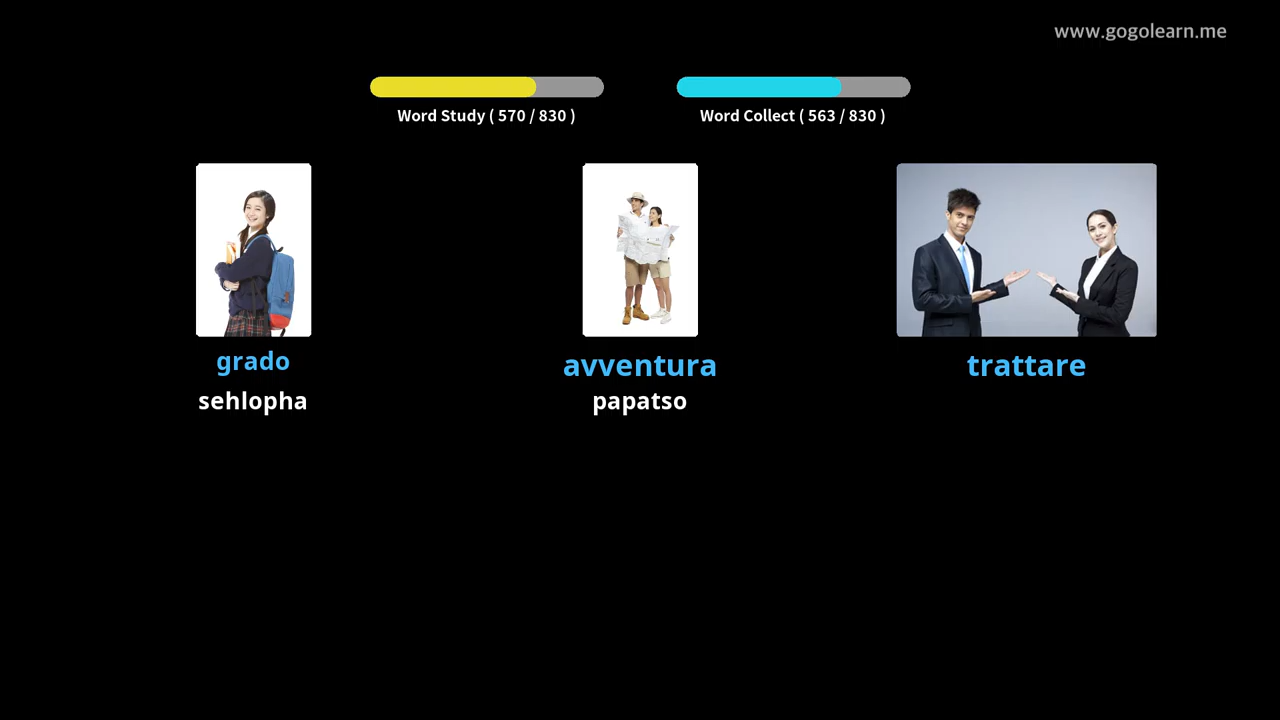 www.gogolearn.me
Word Study ( 570 / 830 )
Word Collect ( 563 / 830 )
grado
sehlopha
avventura
papatso
trattare